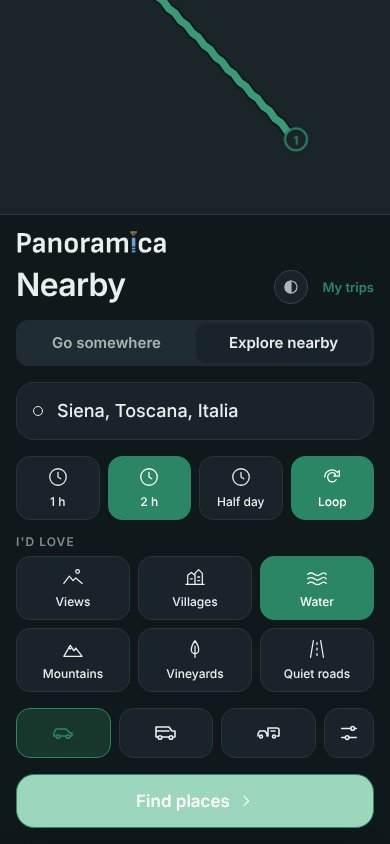 1
Panoramica
Nearby
My trips
Go somewhere
Explore nearby
Siena, Toscana, Italia
1 h
2 h
Half day
Loop
I'D LOVE
Views
Villages
Water
Mountains
Vineyards
Quiet roads
Find places